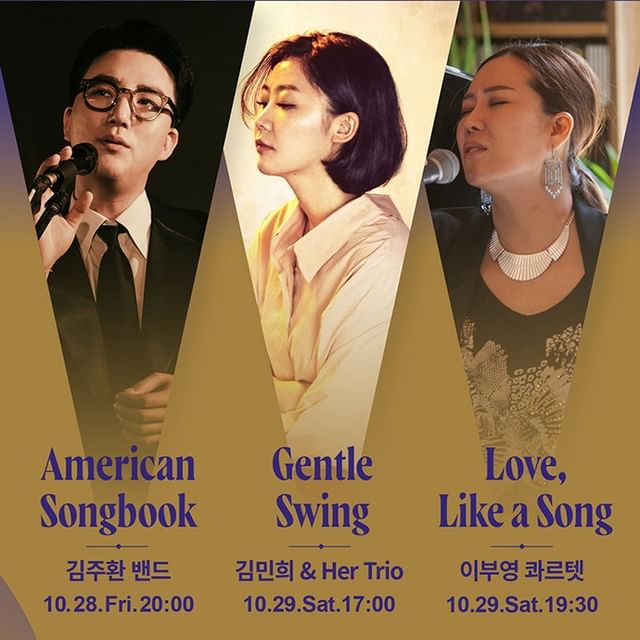 American
Songbook
김주환 밴드
10.28.Fri.20:00
Gentle
Swing
김민희 & Her Trio
10.29.Sat.17:00
Love,
Like a Song
이부영 콰르텟
10.29.Sat.19:30